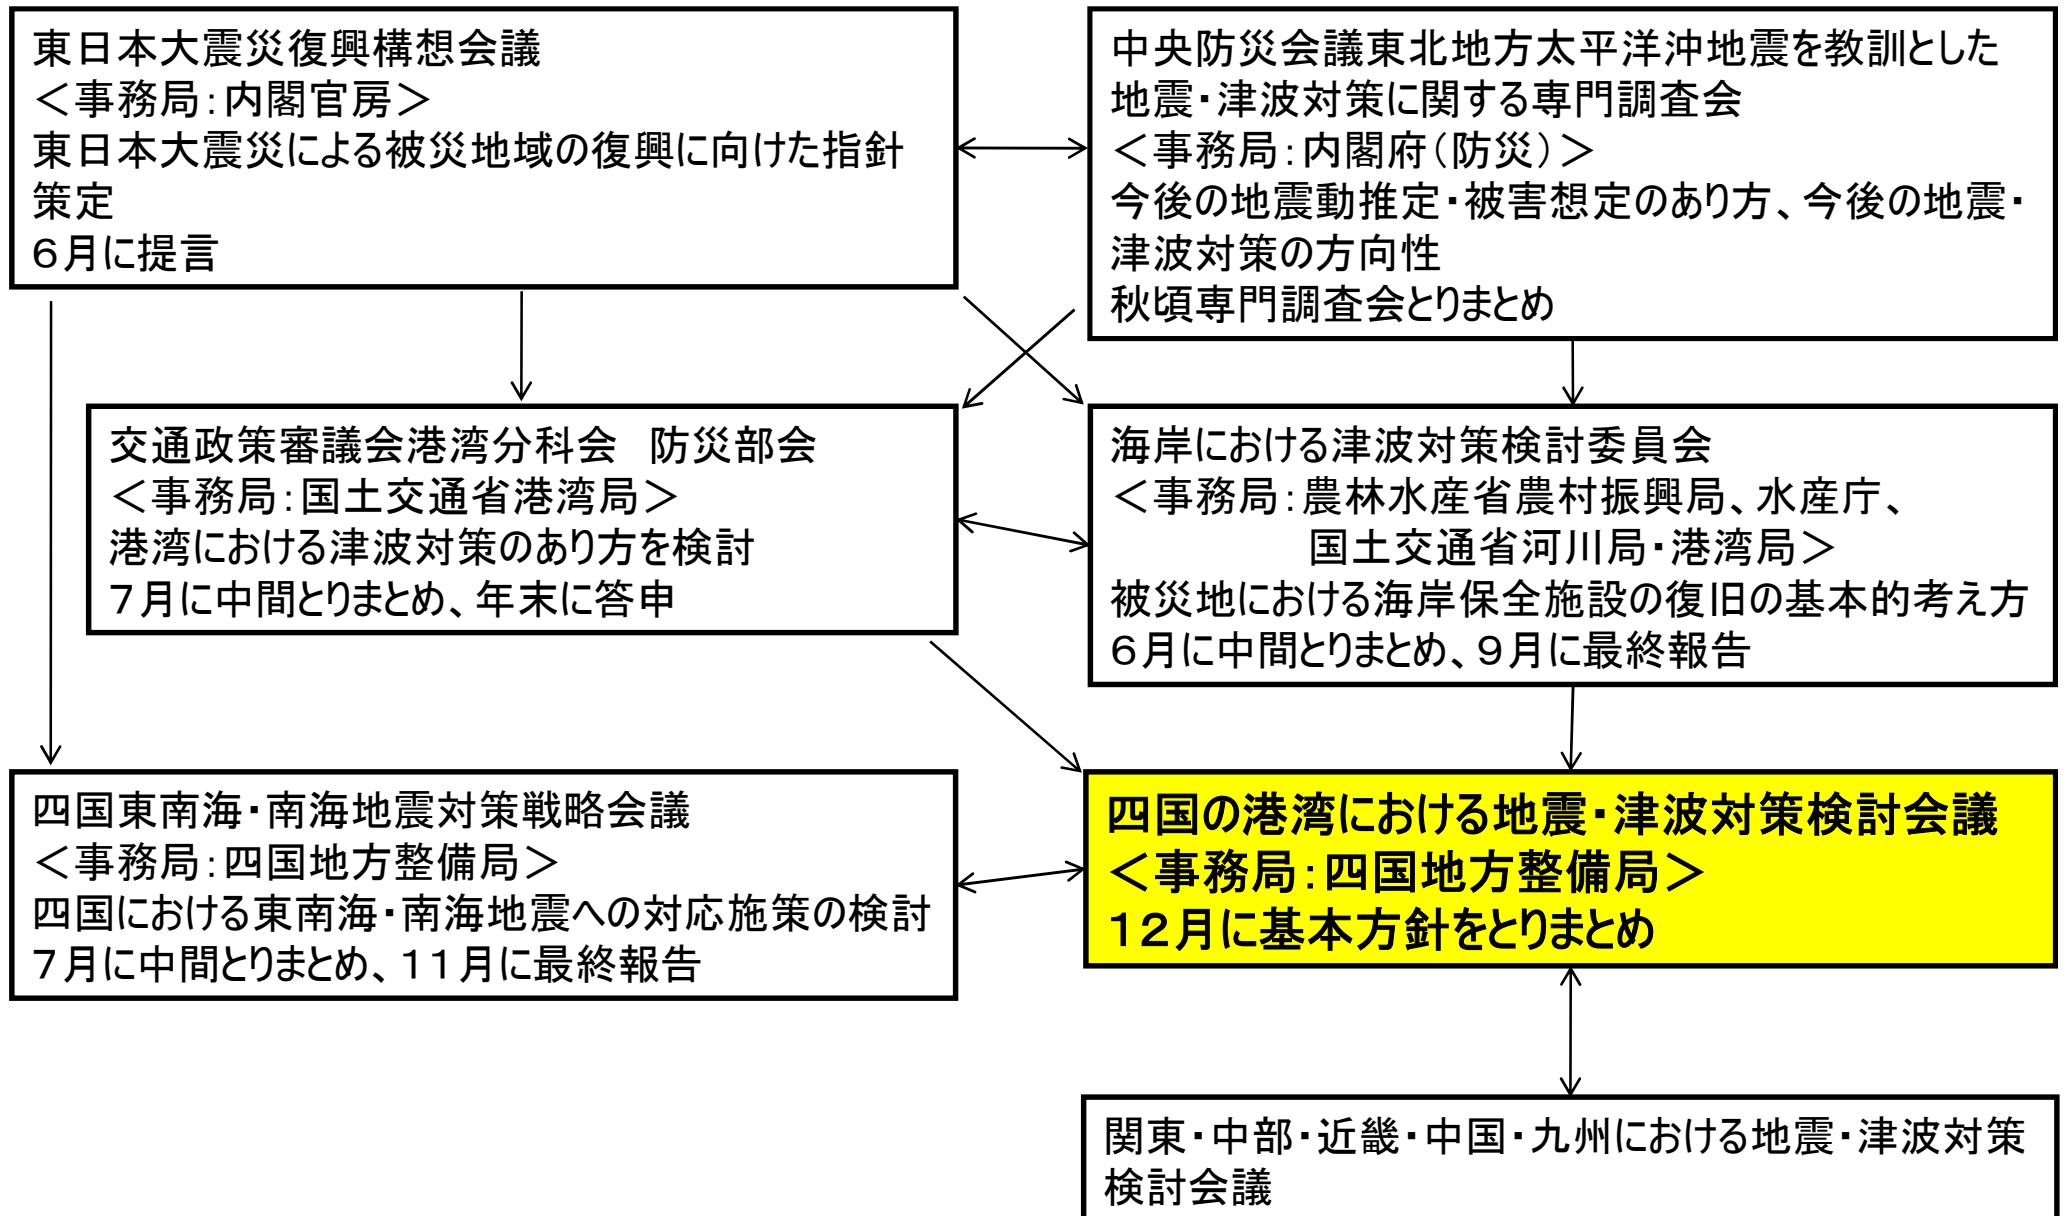 東日本大震災復興構想会議
＜事務局：内閣官房＞
東日本大震災による被災地域の復興に向けた指針
策定
６月に提言
中央防災会議東北地方太平洋沖地震を教訓とした
地震・津波対策に関する専門調査会
＜事務局：内閣府（防災）＞
今後の地震動推定・被害想定のあり方、今後の地震・
津波対策の方向性
秋頃専門調査会とりまとめ
交通政策審議会港湾分科会　防災部会
＜事務局：国土交通省港湾局＞
港湾における津波対策のあり方を検討
７月に中間とりまとめ、年末に答申
海岸における津波対策検討委員会
＜事務局：農林水産省農村振興局、水産庁、
国土交通省河川局・港湾局＞
被災地における海岸保全施設の復旧の基本的考え方
６月に中間とりまとめ、９月に最終報告
四国東南海・南海地震対策戦略会議
＜事務局：四国地方整備局＞
四国における東南海・南海地震への対応施策の検討
７月に中間とりまとめ、１１月に最終報告
四国の港湾における地震・津波対策検討会議
＜事務局：四国地方整備局＞
１２月に基本方針をとりまとめ
関東・中部・近畿・中国・九州における地震・津波対策
検討会議